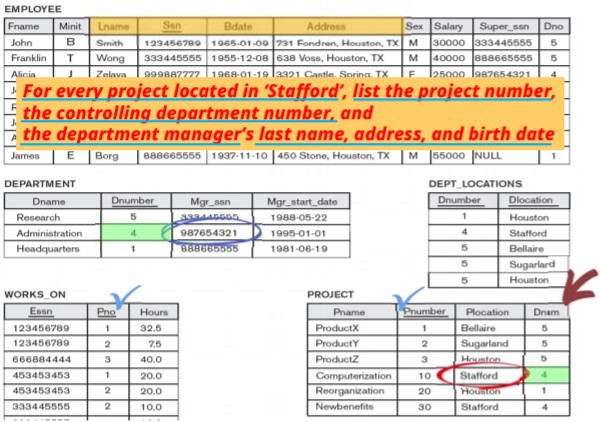 EMPLOYEE
Fname Minit Lname Ssn Bdate Address Sex Salary Super_ssn Dno
John B Smith 123456789 1965-01-09 731 Fondren, Houston, TX M 30000 333445555 5
Franklin T Wong 333445555 1955-12-08 638 Voss, Houston, TX M 40000 888665555 5
Alicia J Zelaya 999887777 1968-01-19 3321 Castle, Spring, TX F 25000 987654321 4
For every project located in ‘Stafford’, list the project number,
the controlling department number, and
the department manager’s last name, address, and birth date
James E Borg 888665555 1937-11-10 450 Stone, Houston, TX M 55000 NULL 1
DEPARTMENT
Dname Dnumber Mgr_ssn Mgr_start_date
Research 5 333445555 1988-05-22
Administration 4 987654321 1995-01-01
Headquarters 1 888665555 1981-06-19
DEPT_LOCATIONS
Dnumber Dlocation
1 Houston
4 Stafford
5 Bellaire
5 Sugarland
5 Houston
WORKS_ON
Essn Pno Hours
123456789 1 32.5
123456789 2 7.5
666884444 3 40.0
453453453 1 20.0
453453453 2 20.0
333445555 2 10.0
PROJECT
Pname Pnumber Plocation Dnum
ProductX 1 Bellaire 5
ProductY 2 Sugarland 5
ProductZ 3 Houston 5
Computerization 10 Stafford 4
Reorganization 20 Houston 1
Newbenefits 30 Stafford 4